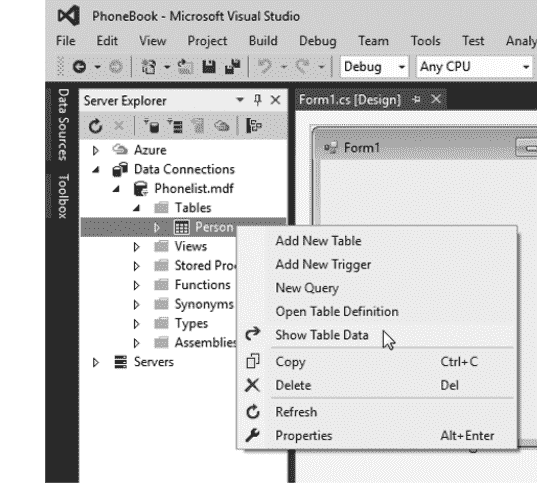 PhoneBook - Microsoft Visual Studio
File Edit View Project Build Debug Team Tools Test Analy
Debug Any CPU
Data Sources
Toolbox
Server Explorer
Form1.cs [Design]
Form1
Azure
Data Connections
Phonelist.mdf
Tables
Person
Views
Stored Pro
Functions
Synonyms
Types
Assemblies
Servers
Add New Table
Add New Trigger
New Query
Open Table Definition
Show Table Data
Copy Ctrl+C
Delete Del
Refresh
Properties Alt+Enter